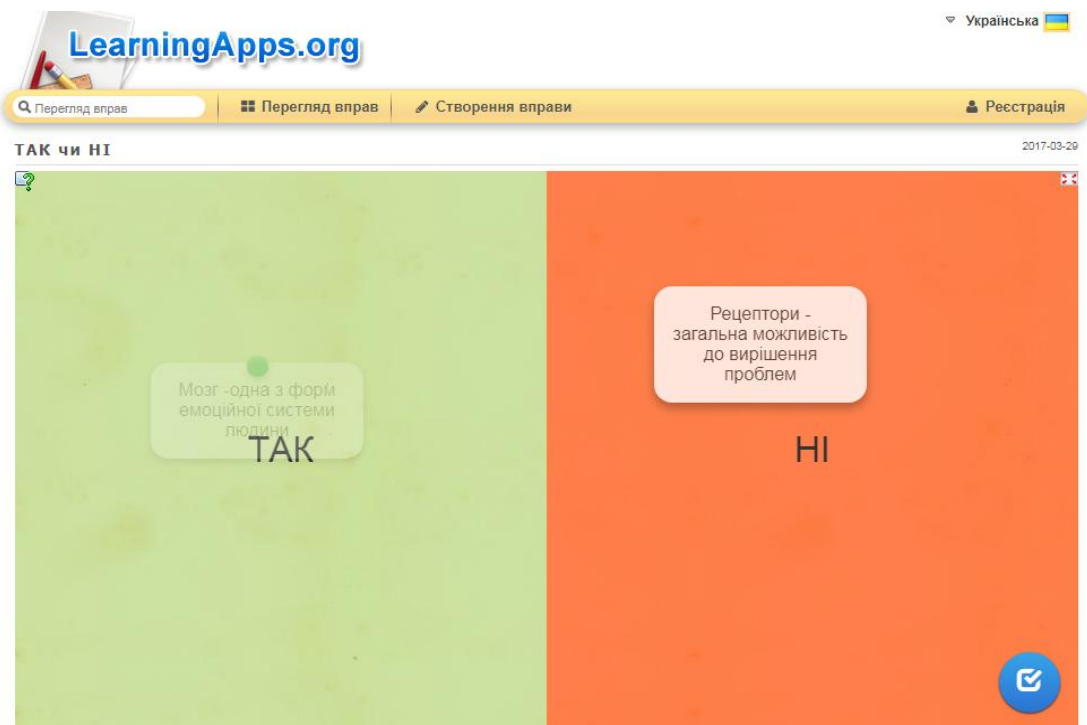 Українська
LearningApps.org
Перегляд вправ
Перегляд вправ
Створення вправи
Реєстрація
ТАК чи НІ
2017-03-29
Рецептори -
загальна можливість
до вирішення
проблем
Мозг -одна з форм
емоційної системи
людини
ТАК
НІ